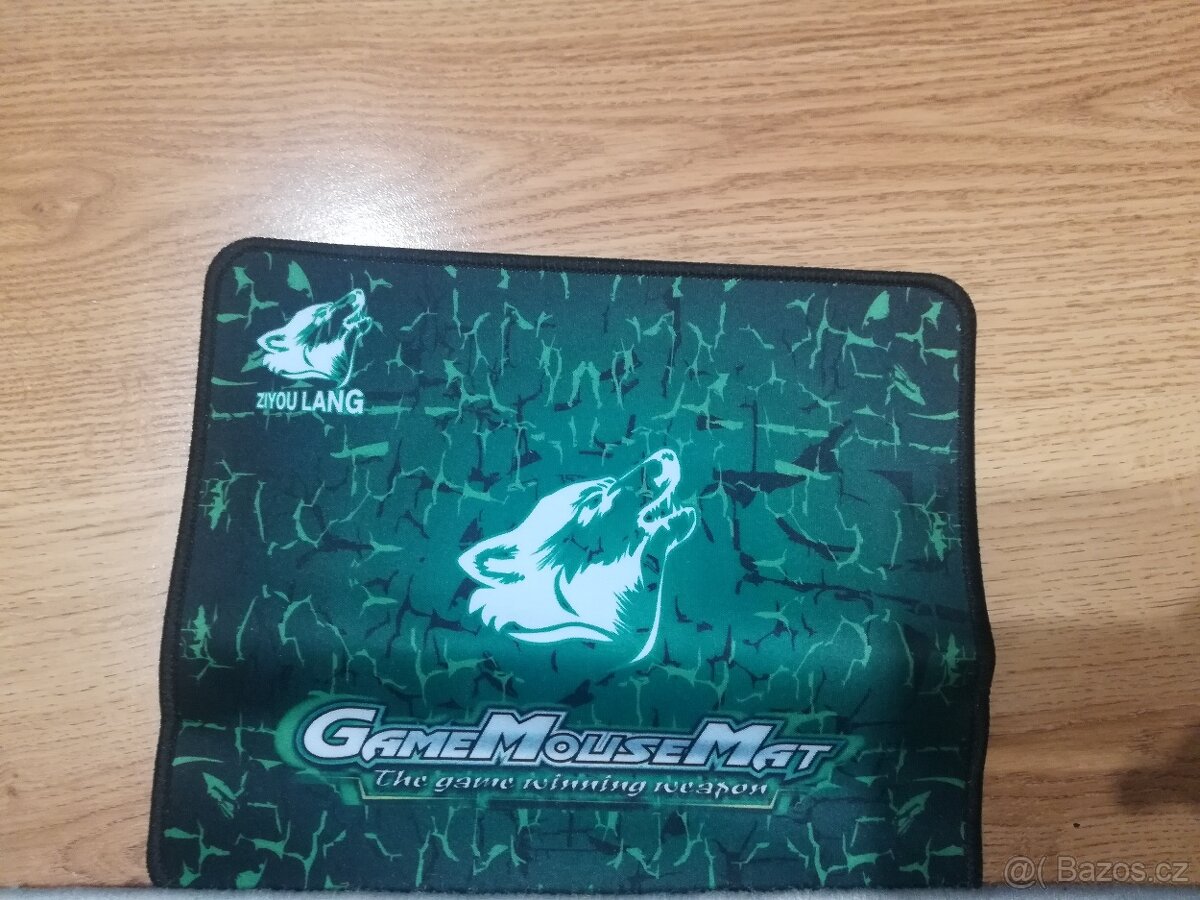 ZIYOU LANG
GAMEMOUSEMAT
The game winning weapon
@( Bazos.cz